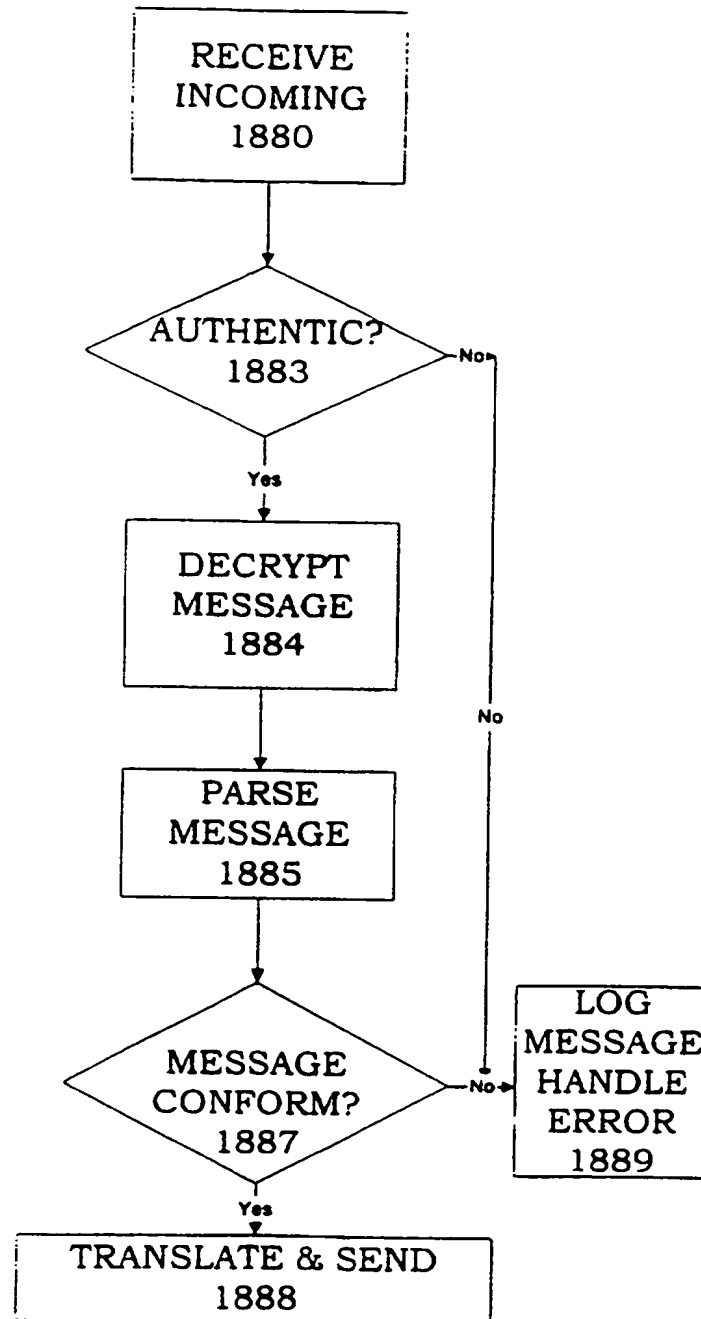 RECEIVE
INCOMING
1880
AUTHENTIC?
1883
No
Yes
DECRYPT
MESSAGE
1884
No
PARSE
MESSAGE
1885
MESSAGE
CONFORM?
1887
No
LOG
MESSAGE
HANDLE
ERROR
1889
Yes
TRANSLATE & SEND
1888